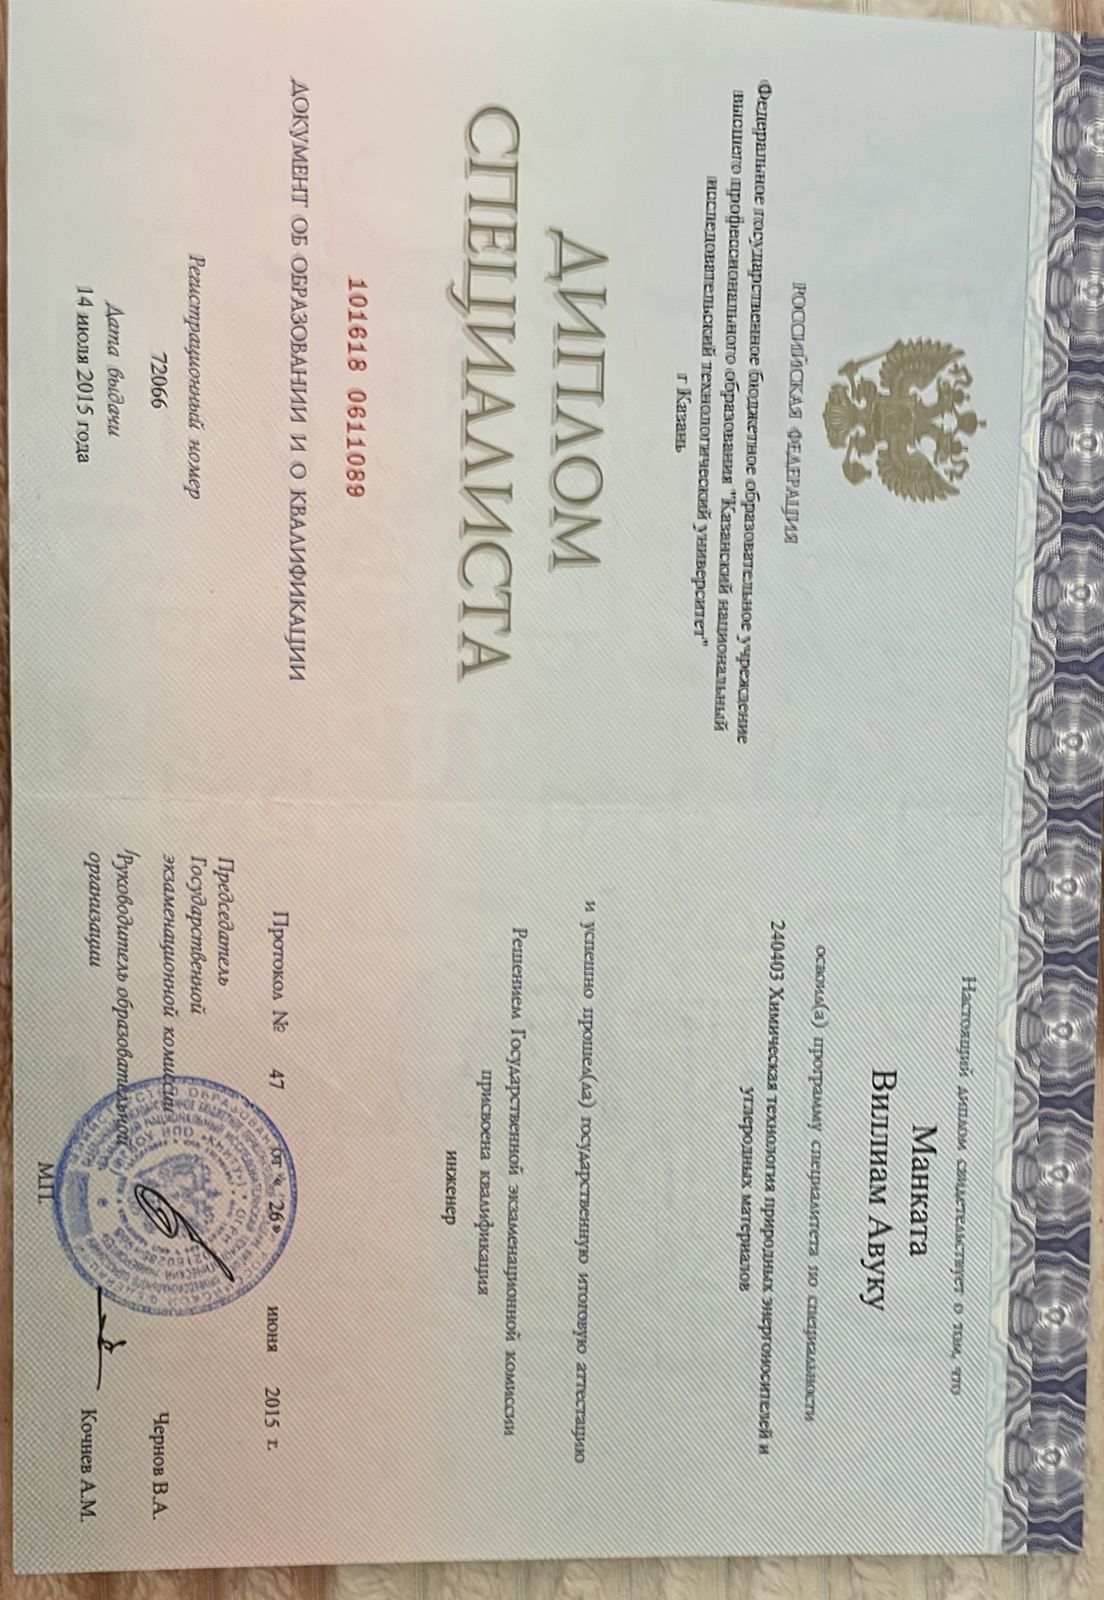 РОССИЙСКАЯ ФЕДЕРАЦИЯ
Федеральное государственное бюджетное образовательное учреждение
высшего профессионального образования "Казанский национальный
исследовательский технологический университет"
г Казань
ДИПЛОМ
СПЕЦИАЛИСТА
101618 0611089
ДОКУМЕНТ ОБ ОБРАЗОВАНИИ И О КВАЛИФИКАЦИИ
Регистрационный номер
72066
Дата выдачи
14 июля 2015 года
Настоящий диплом свидетельствует о том, что
Манката
Виллиам Авуку
освоил(а) программу специалитета по специальности
240403 Химическая технология природных энергоносителей и
углеродных материалов
и успешно прошел(ла) государственную итоговую аттестацию
Решением Государственной экзаменационной комиссии
присвоена квалификация
инженер
Протокол № 47 от « 26» июня 2015 г.
Председатель
Государственной
экзаменационной комиссии
Чернов В.А.
Руководитель образовательной
организации
Кочнев А.М.
М.П.